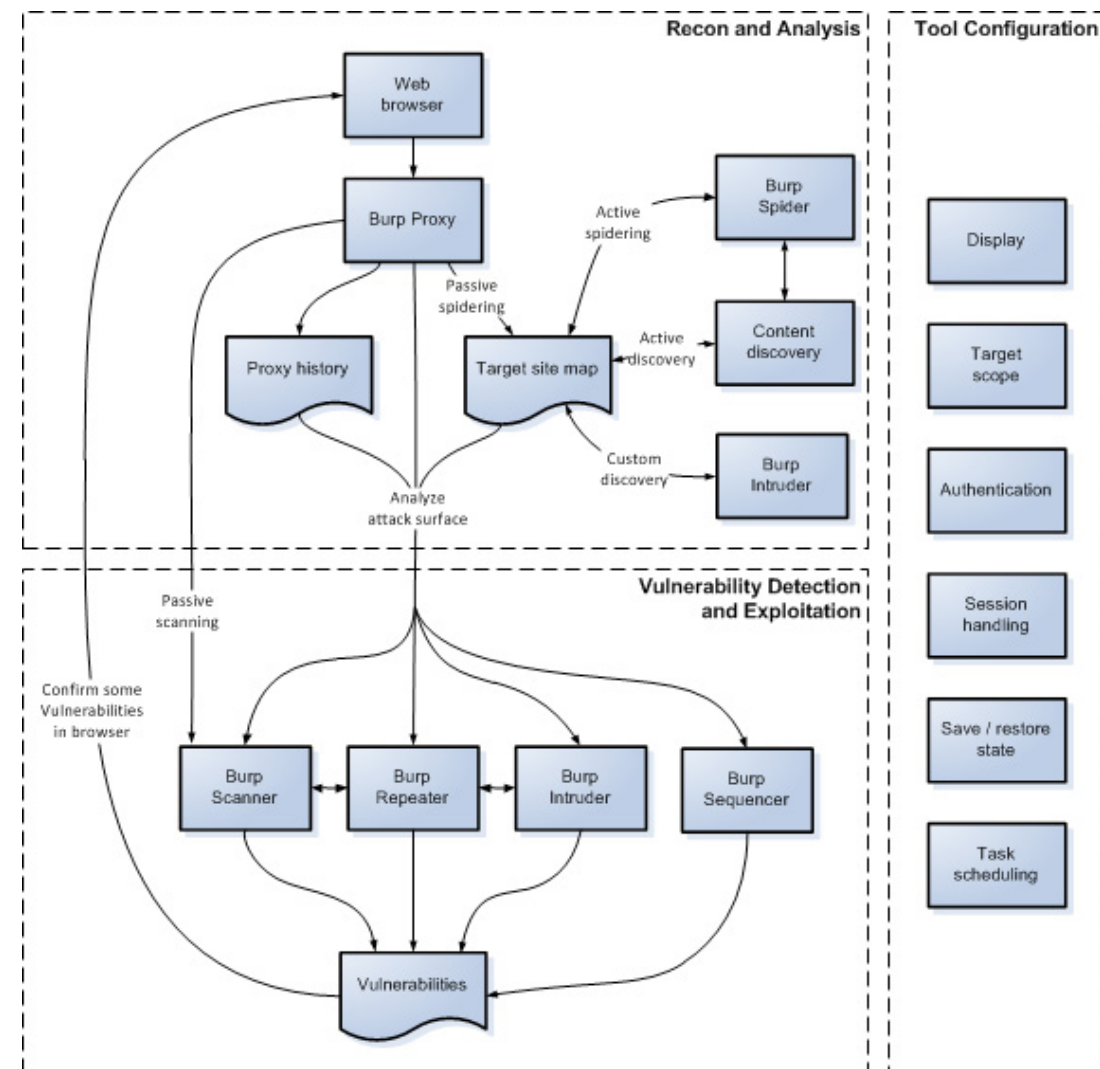 Recon and Analysis
Tool Configuration
Web
browser
Burp Proxy
Burp
Spider
Active
spidering
Passive
spidering
Proxy history
Target site map
Active
discovery
Content
discovery
Custom
discovery
Burp
Intruder
Analyze
attack surface
Vulnerability Detection
and Exploitation
Passive
scanning
Confirm some
Vulnerabilities
in browser
Burp
Scanner
Burp
Repeater
Burp
Intruder
Burp
Sequencer
Vulnerabilities
Display
Target
scope
Authentication
Session
handling
Save / restore
state
Task
scheduling